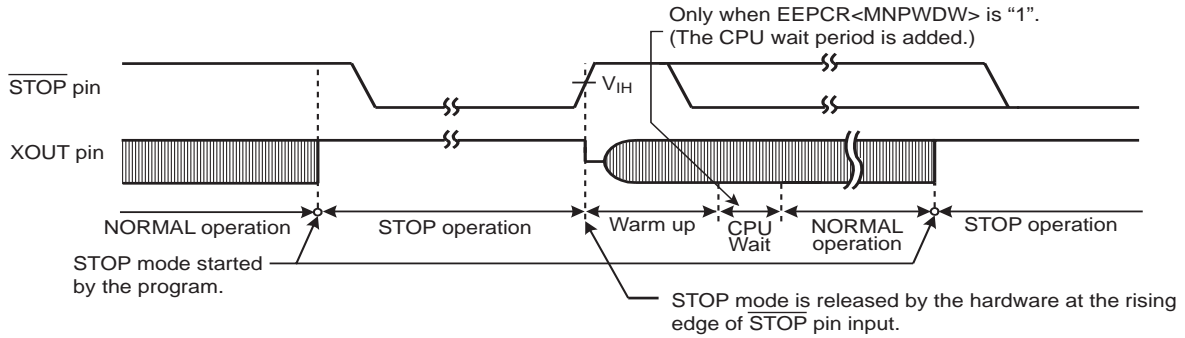 Only when EEPCR<MNPWDW> is “1”.
(The CPU wait period is added.)
STOP pin
VIH
XOUT pin
NORMAL operation
STOP operation
Warm up
CPU
Wait
NORMAL
operation
STOP operation
STOP mode started
by the program.
STOP mode is released by the hardware at the rising
edge of STOP pin input.